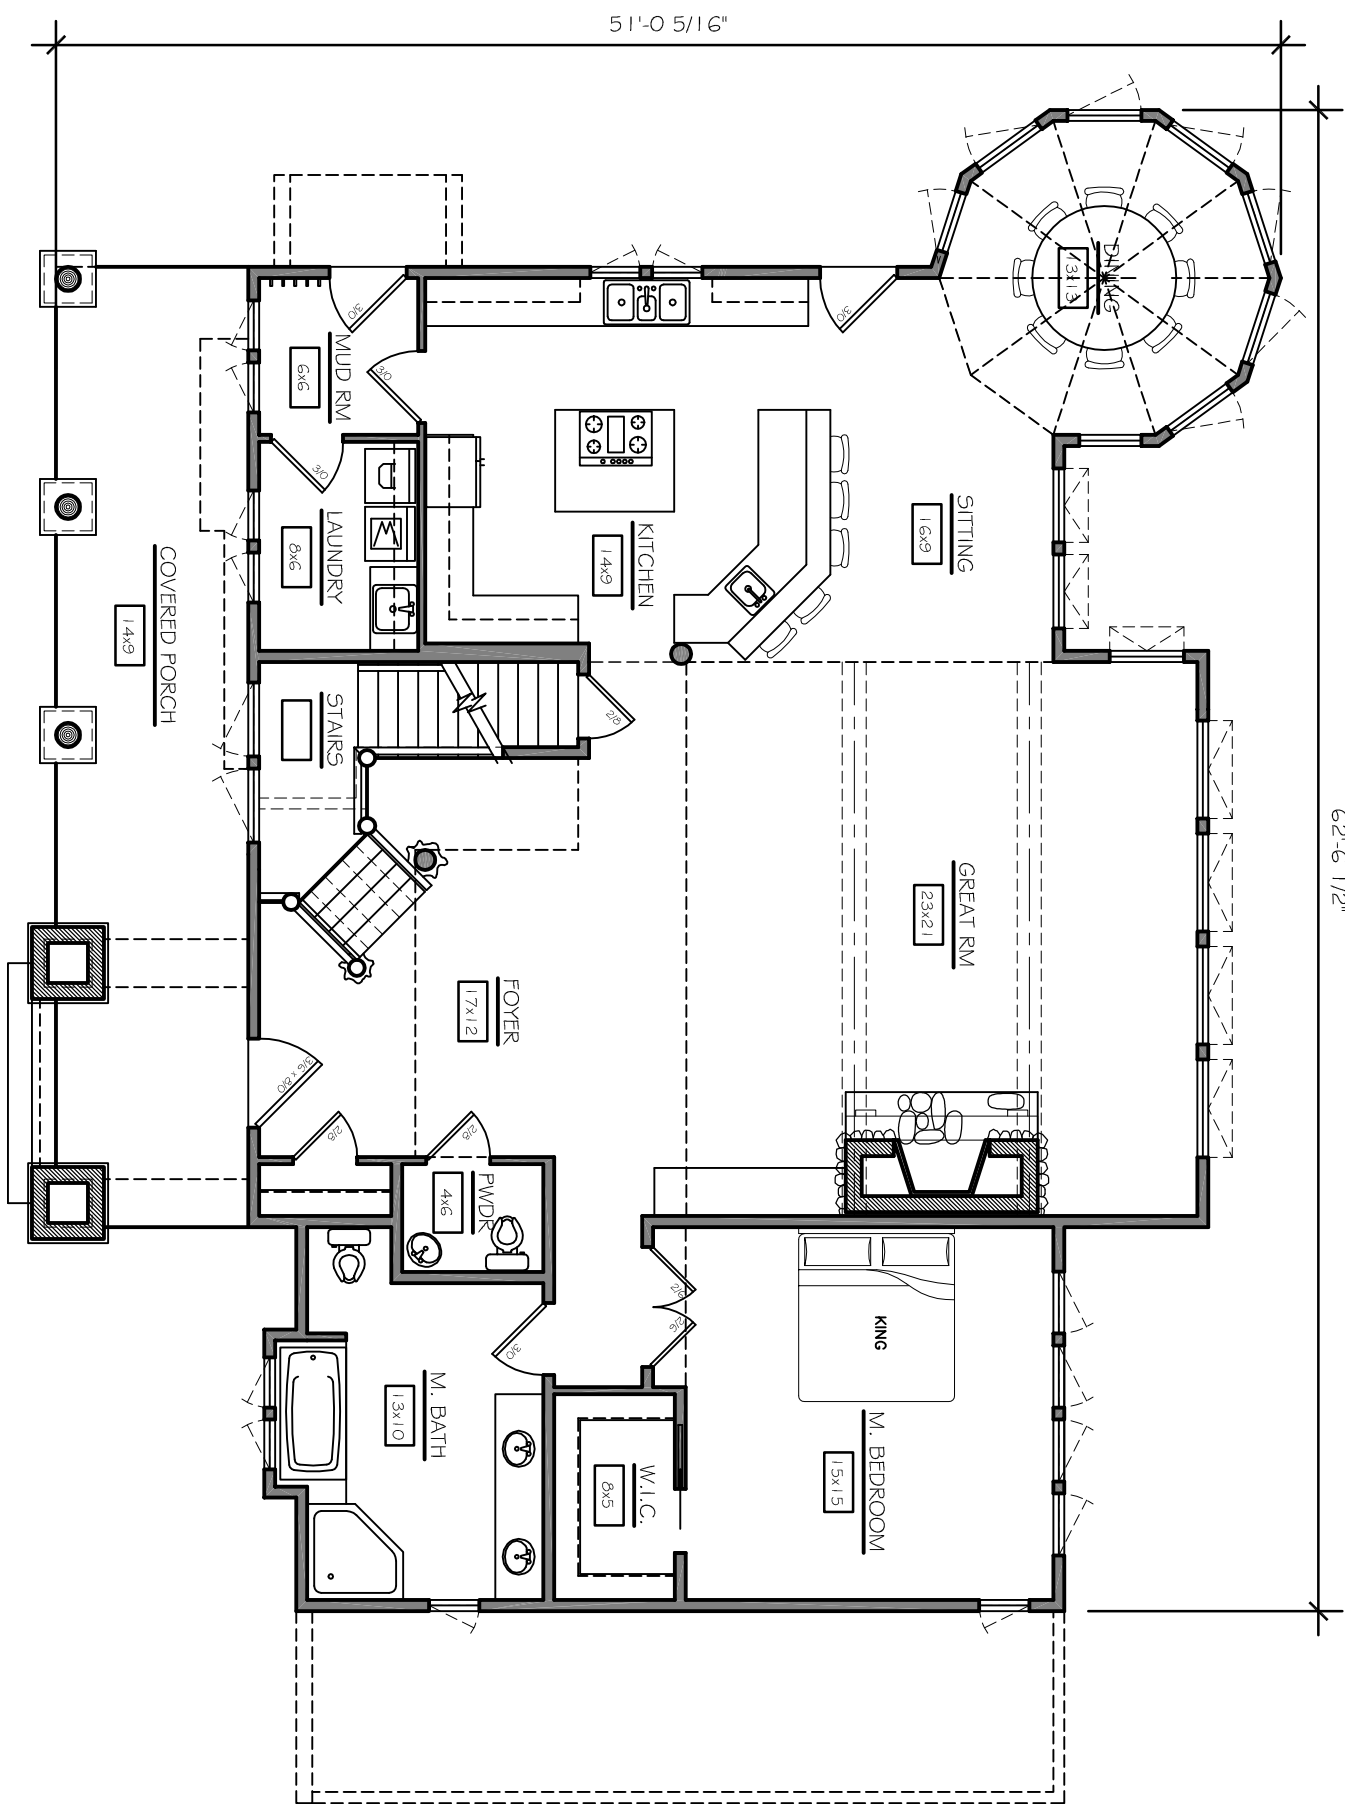 51'-0 5/16"
62'-6 1/2"
DINING
13x13
3/0
3/0
3/0
3/0
MUD RM
6x6
LAUNDRY
8x6
KITCHEN
14x9
SITTING
16x9
COVERED PORCH
14x9
STAIRS
2/8
GREAT RM
23x21
FOYER
17x12
3/6 x 8/0
2/8
2/8
PWDR
4x6
2/6
2/6
3/0
KING
M. BATH
13x10
W.I.C.
8x5
M. BEDROOM
15x15